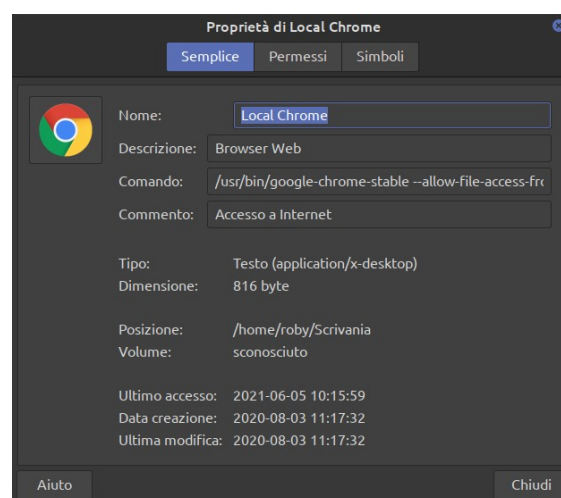 Proprietà di Local Chrome
Semplice Permessi Simboli
Nome: Local Chrome
Descrizione: Browser Web
Comando: /usr/bin/google-chrome-stable --allow-file-access-fr
Commento: Accesso a Internet
Tipo: Testo (application/x-desktop)
Dimensione: 816 byte
Posizione: /home/roby/Scrivania
Volume: sconosciuto
Ultimo accesso: 2021-06-05 10:15:59
Data creazione: 2020-08-03 11:17:32
Ultima modifica: 2020-08-03 11:17:32
Aiuto Chiudi